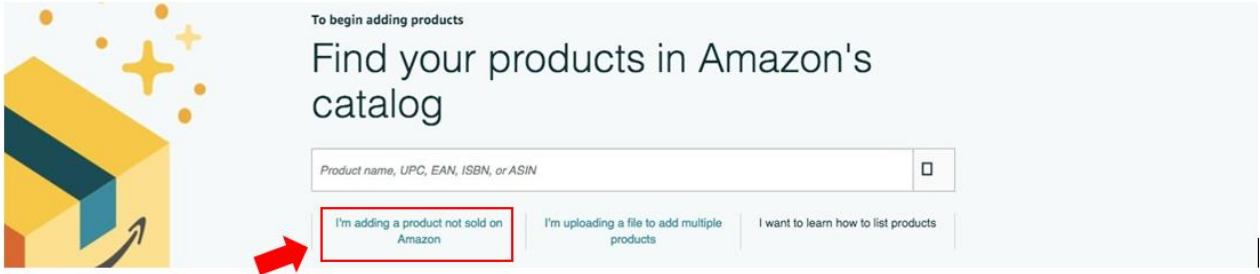 To begin adding products
Find your products in Amazon's
catalog
Product name, UPC, EAN, ISBN, or ASIN
I'm adding a product not sold on
Amazon
I'm uploading a file to add multiple
products
I want to learn how to list products